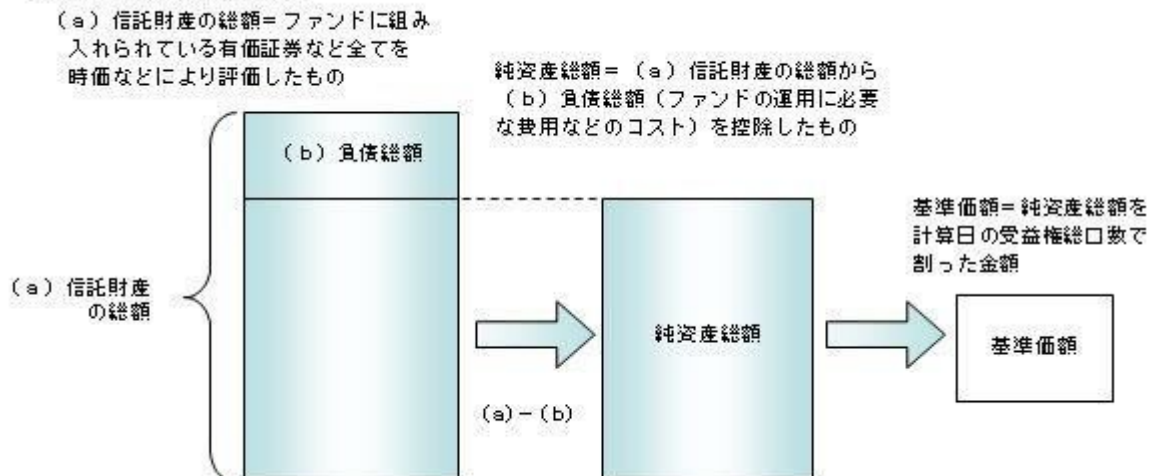 （a）信託財産の総額＝ファンドに組み
入れられている有価証券など全てを
時価などにより評価したもの
純資産総額＝（a）信託財産の総額から
（b）負債総額（ファンドの運用に必要
な費用などのコスト）を控除したもの
（b）負債総額
基準価額＝純資産総額を
計算日の受益権総口数で
割った金額
（a）信託財産
の総額
純資産総額
基準価額
（a）－（b）